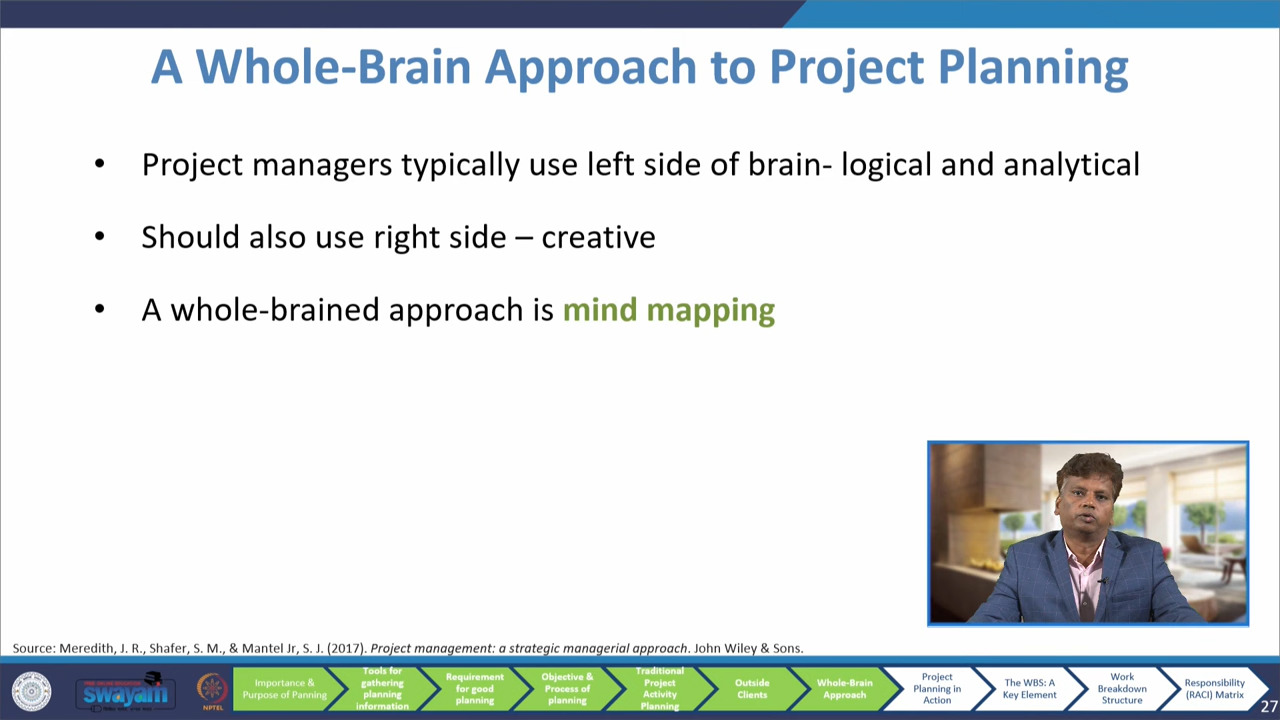 A Whole-Brain Approach to Project Planning
• Project managers typically use left side of brain- logical and analytical
• Should also use right side – creative
• A whole-brained approach is mind mapping
Source: Meredith, J. R., Shafer, S. M., & Mantel Jr, S. J. (2017). Project management: a strategic managerial approach. John Wiley & Sons.
swayam
NPTEL
Importance &
Purpose of Panning
Tools for
gathering
planning
information
Requirement
for good
planning
Objective &
Process of
planning
Traditional
Project
Activity
Planning
Outside
Clients
Whole-Brain
Approach
Project
Planning in
Action
The WBS: A
Key Element
Work
Breakdown
Structure
Responsibility
(RACI) Matrix
27